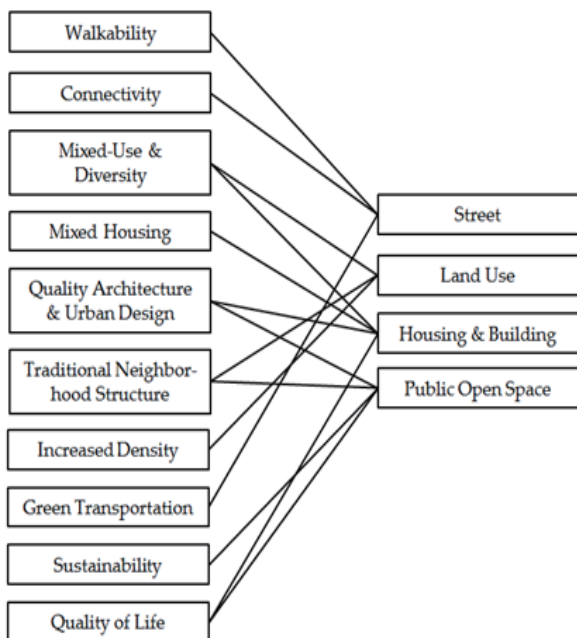 Walkability
Connectivity
Mixed-Use &
Diversity
Mixed Housing
Quality Architecture
& Urban Design
Traditional Neighbor-
hood Structure
Increased Density
Green Transportation
Sustainability
Quality of Life
Street
Land Use
Housing & Building
Public Open Space